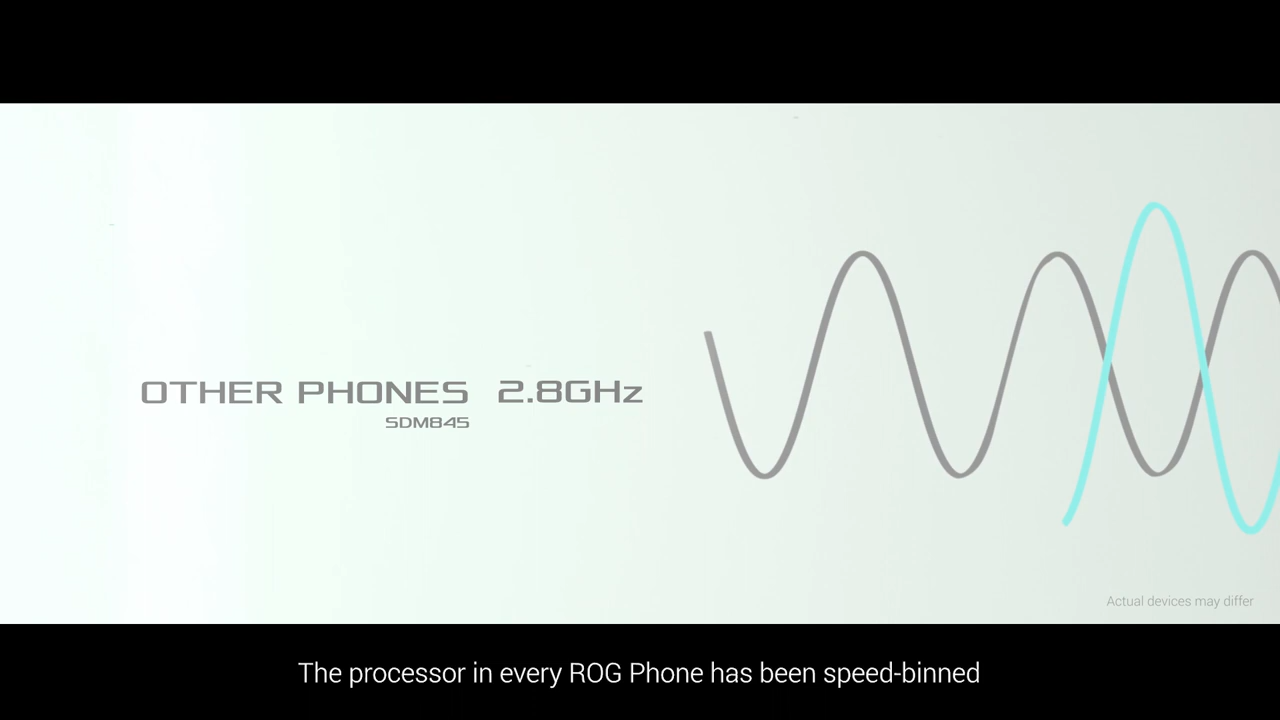 OTHER PHONES 2.8GHz
SDM845
Actual devices may differ
The processor in every ROG Phone has been speed-binned